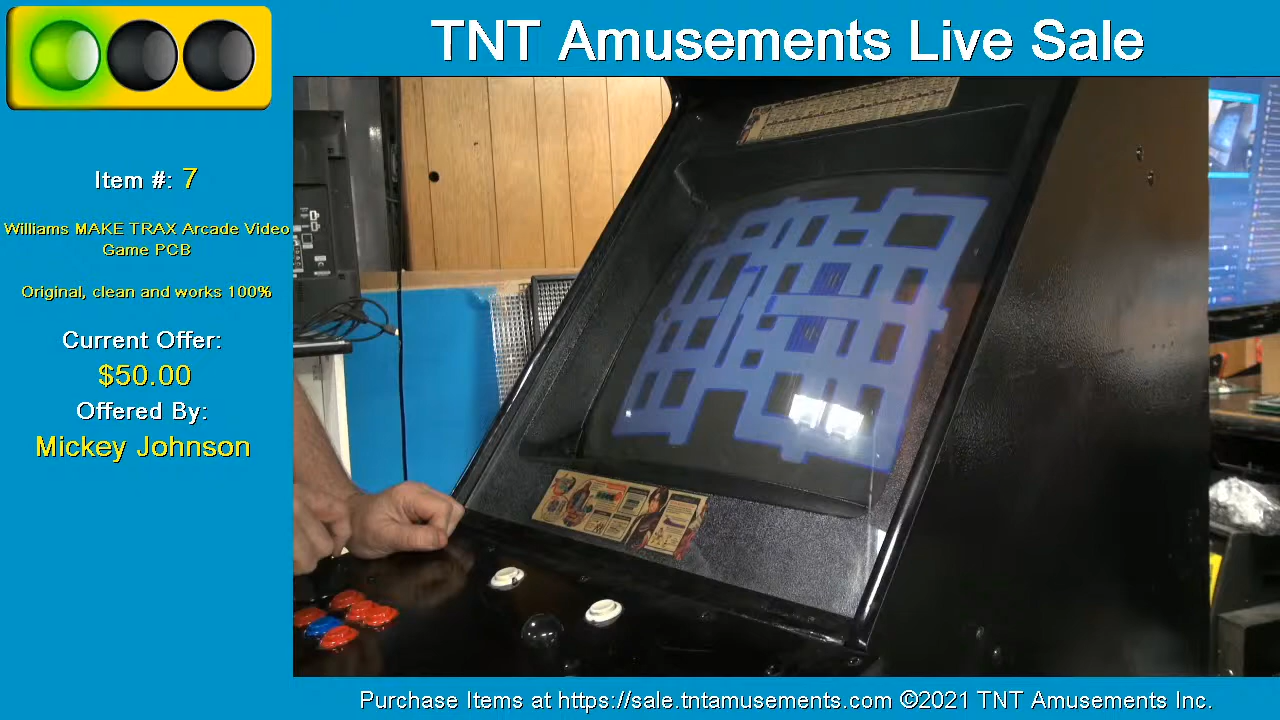 TNT Amusements Live Sale
Item #: 7
Williams MAKE TRAX Arcade Video
Game PCB
Original, clean and works 100%
Current Offer:
$50.00
Offered By:
Mickey Johnson
Purchase Items at https://sale.tntamusements.com ©2021 TNT Amusements Inc.